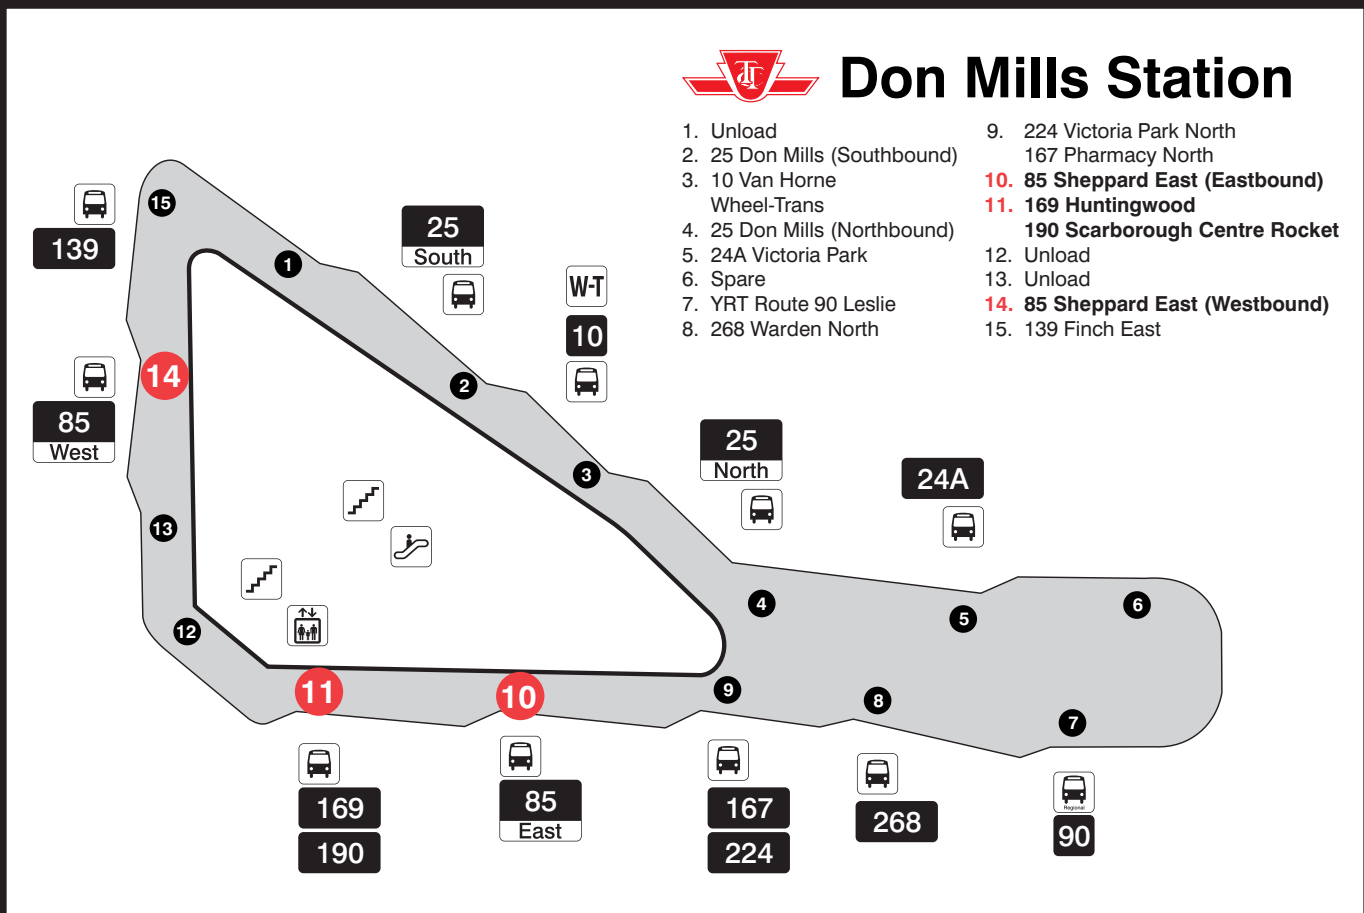 Don Mills Station
1. Unload
2. 25 Don Mills (Southbound)
3. 10 Van Horne
Wheel-Trans
4. 25 Don Mills (Northbound)
5. 24A Victoria Park
6. Spare
7. YRT Route 90 Leslie
8. 268 Warden North
9. 224 Victoria Park North
167 Pharmacy North
10. 85 Sheppard East (Eastbound)
11. 169 Huntingwood
190 Scarborough Centre Rocket
12. Unload
13. Unload
14. 85 Sheppard East (Westbound)
15. 139 Finch East
15
139
1
25
South
W-T
10
2
14
85
West
3
25
North
24A
13
12
4
5
6
11
10
9
8
7
169
190
85
East
167
224
268
Regional
90
TTC